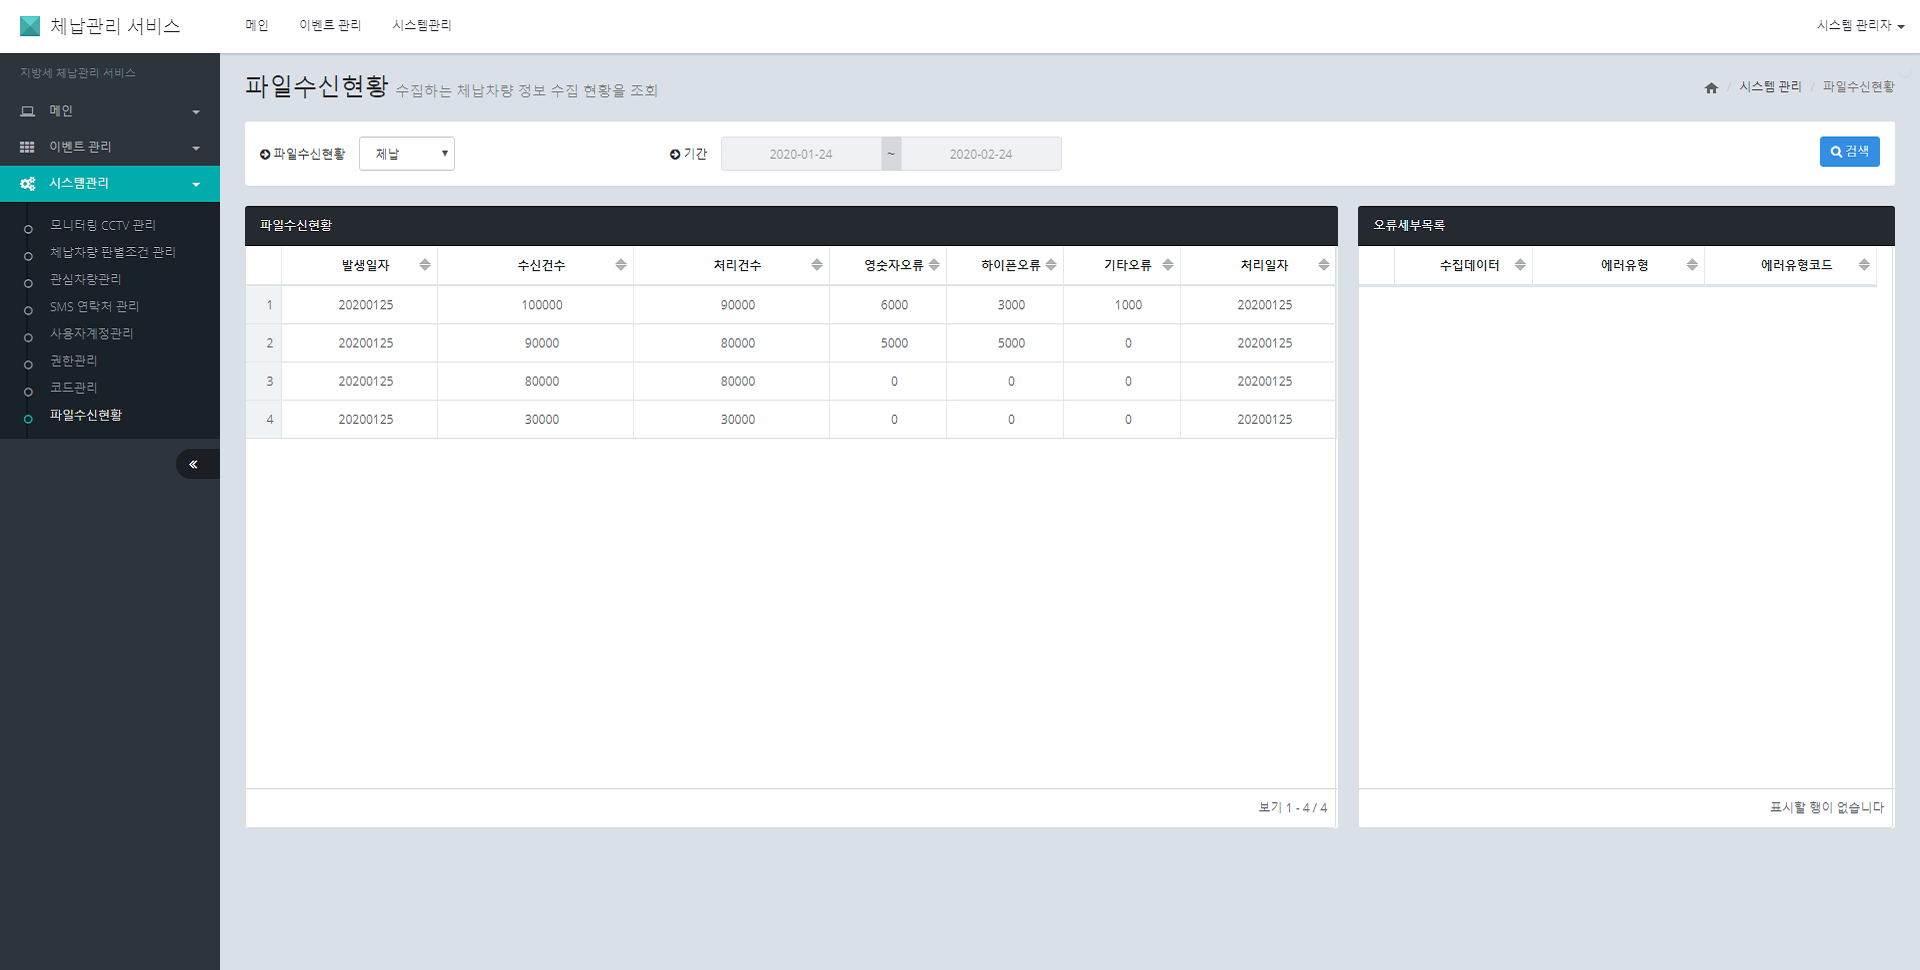 체납관리 서비스
메인 이벤트 관리 시스템관리
시스템 관리자
지방세 체납관리 서비스
메인
이벤트 관리
시스템관리
모니터링 CCTV 관리
체납차량 판별조건 관리
관심차량관리
SMS 연락처 관리
사용자계정관리
권한관리
코드관리
파일수신현황
파일수신현황 수집하는 체납차량 정보 수집 현황을 조회
/ 시스템 관리 / 파일수신현황
파일수신현황 체납 기간 2020-01-24 ~ 2020-02-24 검색
파일수신현황
발생일자 수신건수 처리건수 영숫자오류 하이픈오류 기타오류 처리일자
1 20200125 100000 90000 6000 3000 1000 20200125
2 20200125 90000 80000 5000 5000 0 20200125
3 20200125 80000 80000 0 0 0 20200125
4 20200125 30000 30000 0 0 0 20200125
보기 1 - 4 / 4
오류세부목록
수집데이터 에러유형 에러유형코드
표시할 행이 없습니다